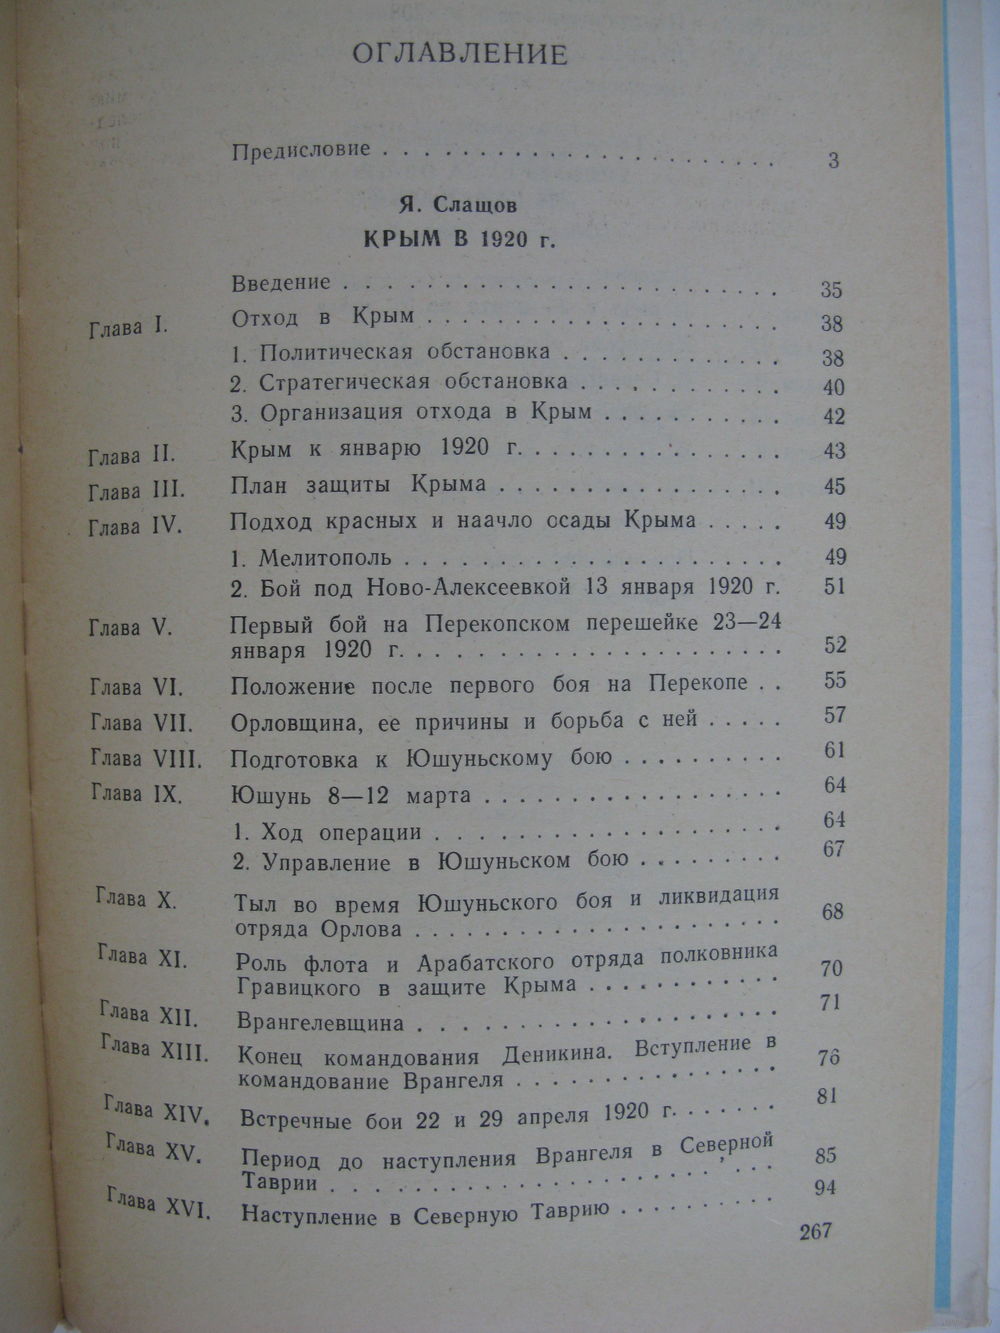 ОГЛАВЛЕНИЕ
Предисловие . . . . . . . . . . . . . . . . . . . . . . . . 3
Я. Слащов
КРЫМ В 1920 г.
Введение . . . . . . . . . . . . . . . . . . . . . . . . . . 35
Глава I. Отход в Крым . . . . . . . . . . . . . . . . . . . . . 38
1. Политическая обстановка . . . . . . . . . . . . . 38
2. Стратегическая обстановка . . . . . . . . . . . . 40
3. Организация отхода в Крым . . . . . . . . . . . 42
Глава II. Крым к январю 1920 г. . . . . . . . . . . . . . . . 43
Глава III. План защиты Крыма . . . . . . . . . . . . . . . . . 45
Глава IV. Подход красных и наачло осады Крыма . . . . . 49
1. Мелитополь . . . . . . . . . . . . . . . . . . . . . . 49
2. Бой под Ново-Алексеевкой 13 января 1920 г. 51
Глава V. Первый бой на Перекопском перешейке 23—24
января 1920 г. . . . . . . . . . . . . . . . . . . . . . 52
Глава VI. Положение после первого боя на Перекопе . . 55
Глава VII. Орловщина, ее причины и борьба с ней . . . . . 57
Глава VIII. Подготовка к Юшуньскому бою . . . . . . . . . . 61
Глава IX. Юшунь 8—12 марта . . . . . . . . . . . . . . . . . 64
1. Ход операции . . . . . . . . . . . . . . . . . . . . 64
2. Управление в Юшуньском бою . . . . . . . . . 67
Глава X. Тыл во время Юшуньского боя и ликвидация
отряда Орлова . . . . . . . . . . . . . . . . . . . . . 68
Глава XI. Роль флота и Арабатского отряда полковника
Гравицкого в защите Крыма . . . . . . . . . . . 70
Глава XII. Врангелевщина . . . . . . . . . . . . . . . . . . . . 71
Глава XIII. Конец командования Деникина. Вступление в
командование Врангеля . . . . . . . . . . . . . . . 76
Глава XIV. Встречные бои 22 и 29 апреля 1920 г. . . . . . . 81
Глава XV. Период до наступления Врангеля в Северной
Таврии . . . . . . . . . . . . . . . . . . . . . . . . . . 85
Глава XVI. Наступление в Северную Таврию . . . . . . . . . 94
267